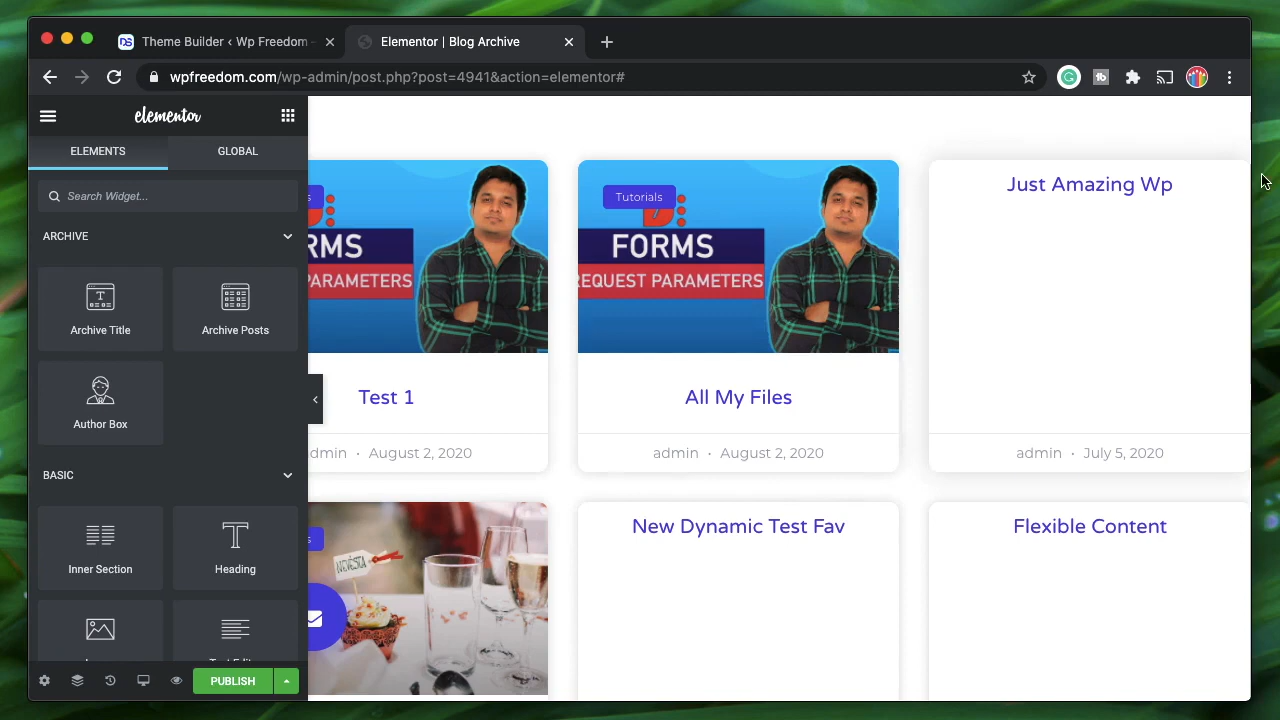 Theme Builder ‹ Wp Freedom
Elementor | Blog Archive
wpfreedom.com/wp-admin/post.php?post=4941&action=elementor#
elementor
ELEMENTS
GLOBAL
Search Widget...
ARCHIVE
Archive Title
Archive Posts
Author Box
BASIC
Inner Section
Heading
PUBLISH
RMS
PARAMETERS
Test 1
dmin • August 2, 2020
Tutorials
FORMS
REQUEST PARAMETERS
All My Files
admin • August 2, 2020
Just Amazing Wp
admin • July 5, 2020
New Dynamic Test Fav
Flexible Content